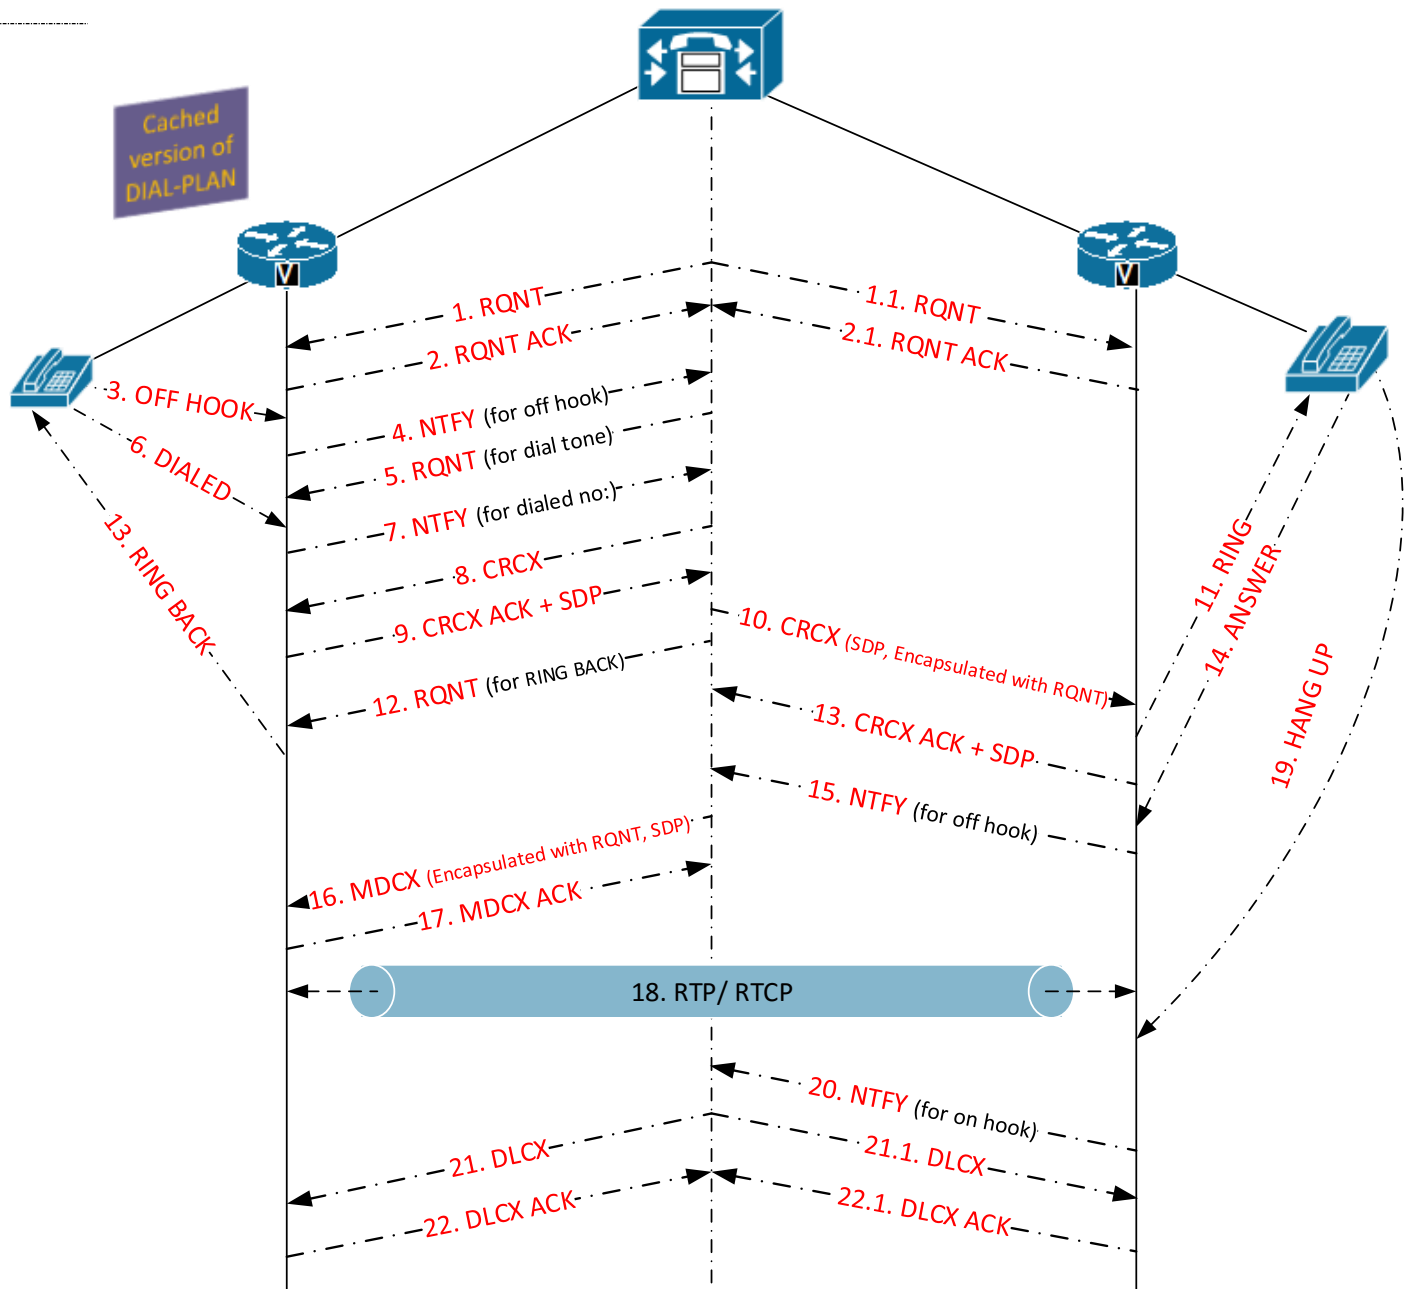 Cached
version of
DIAL-PLAN
V
V
1. RQNT
1.1. RQNT
2. RQNT ACK
2.1. RQNT ACK
3. OFF HOOK
4. NTFY (for off hook)
5. RQNT (for dial tone)
6. DIALED
7. NTFY (for dialed no:)
8. CRCX
9. CRCX ACK + SDP
10. CRCX (SDP, Encapsulated with RQNT)
11. RING
12. RQNT (for RING BACK)
13. RING BACK
13. CRCX ACK + SDP
14. ANSWER
15. NTFY (for off hook)
16. MDCX (Encapsulated with RQNT, SDP)
17. MDCX ACK
18. RTP/ RTCP
19. HANG UP
20. NTFY (for on hook)
21. DLCX
21.1. DLCX
22. DLCX ACK
22.1. DLCX ACK